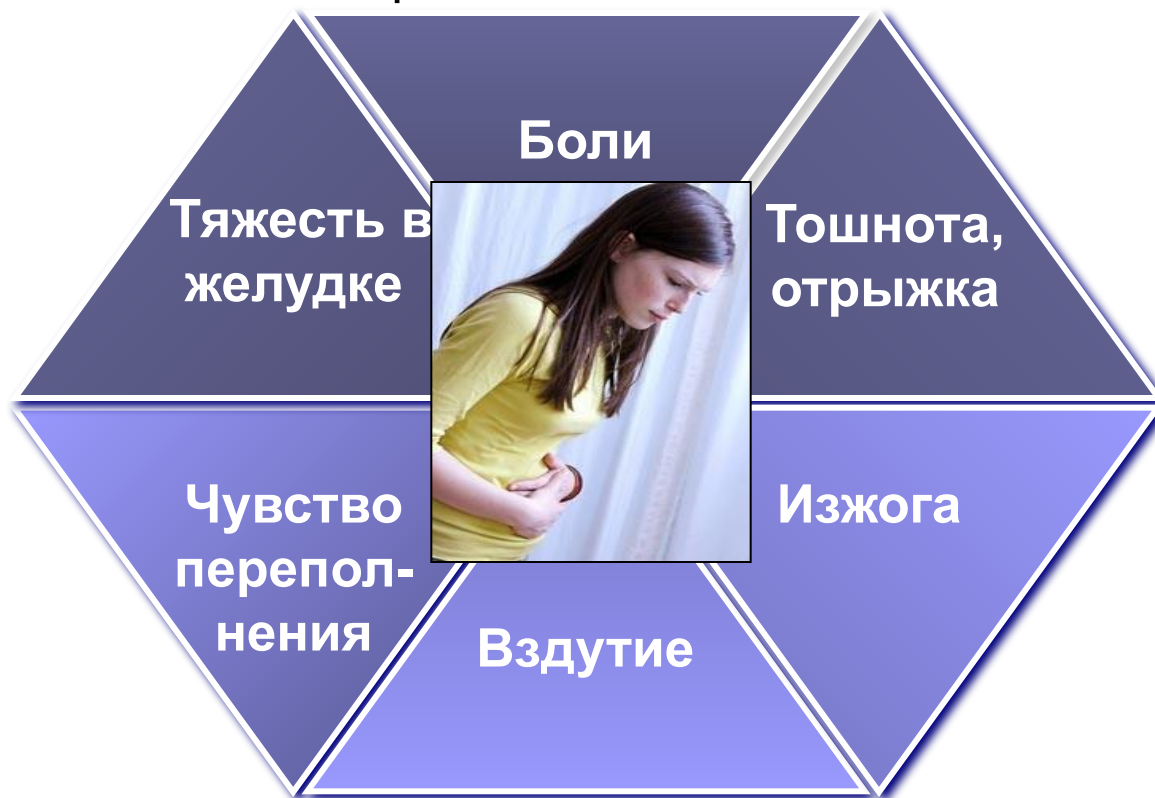 Боли
Тяжесть в
желудке
Тошнота,
отрыжка
Чувство
перепол-
нения
Изжога
Вздутие